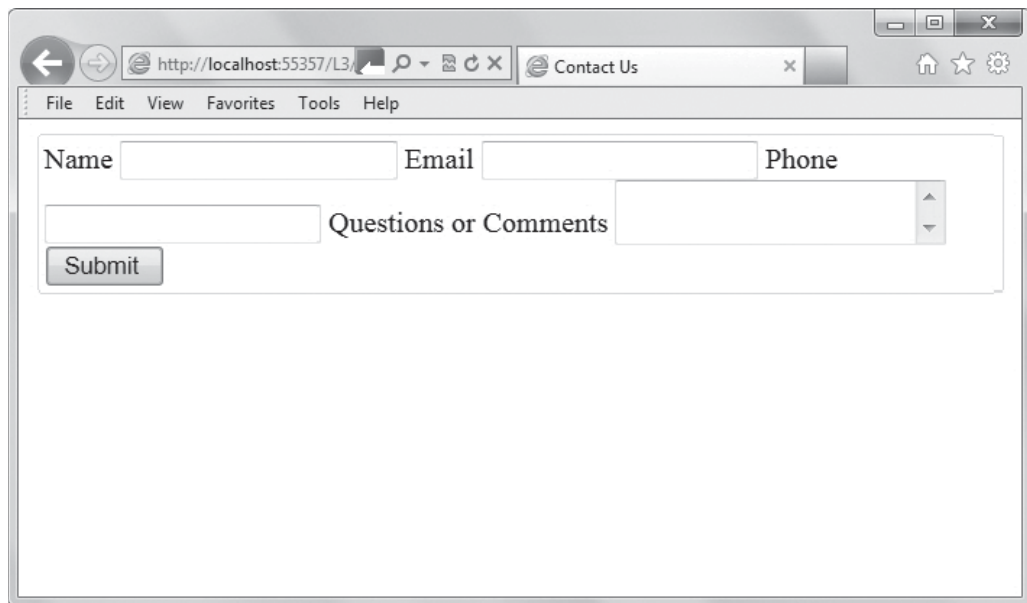 http://localhost:55357/L3/
Contact Us
File Edit View Favorites Tools Help
Name Email Phone
Questions or Comments
Submit